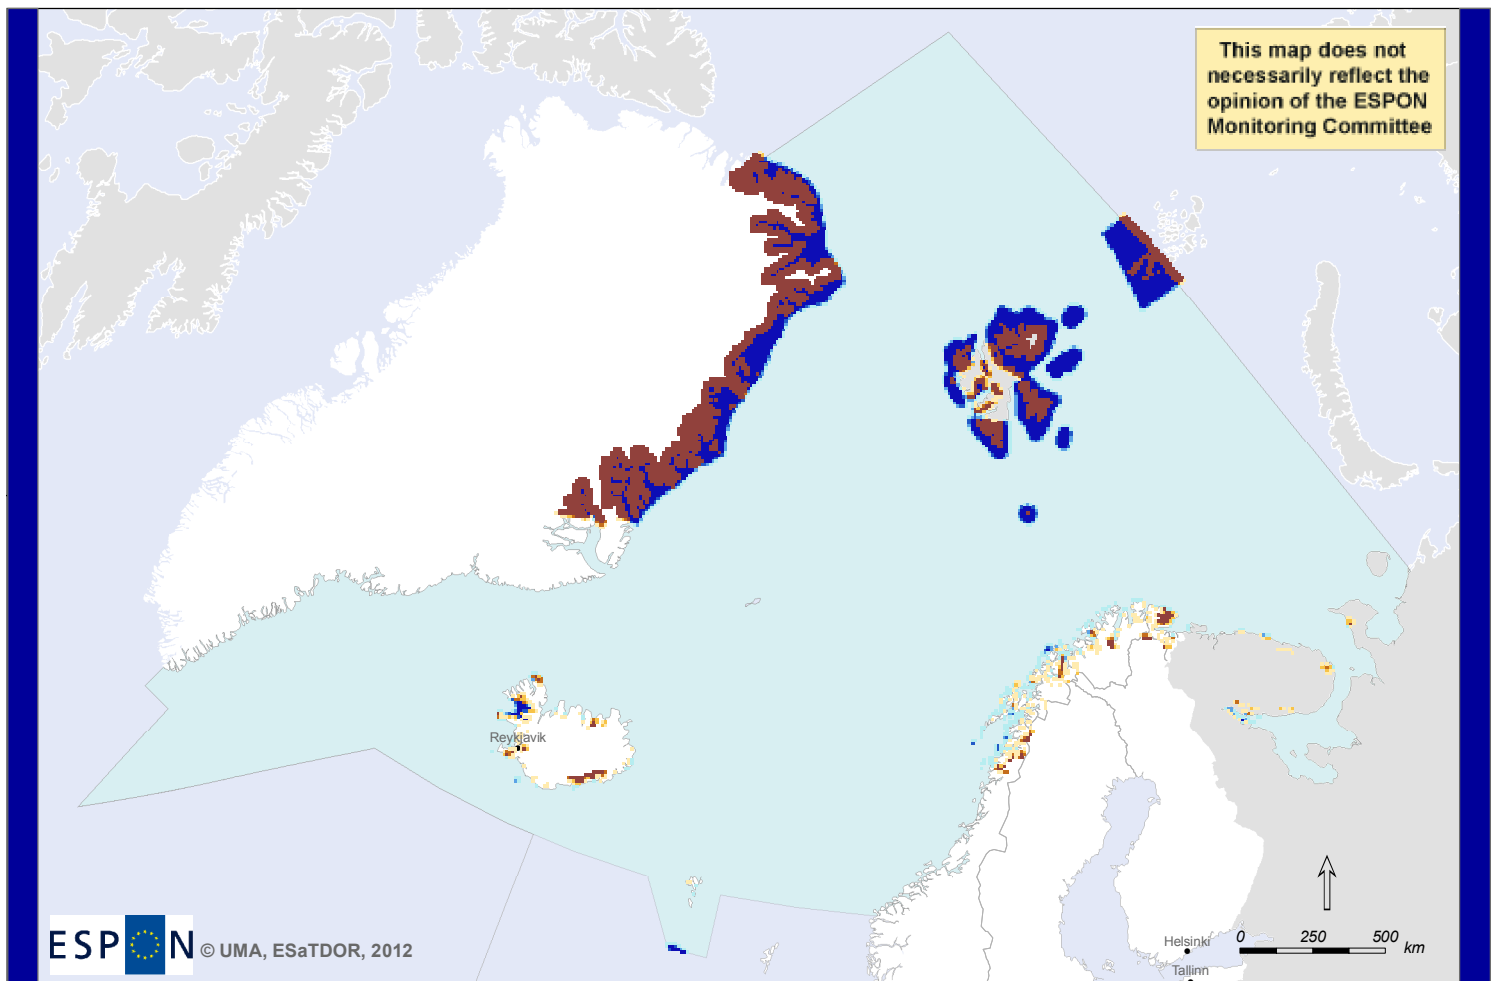 This map does not
necessarily reflect the
opinion of the ESPON
Monitoring Committee
Reykjavik
ESPON © UMA, ESaTDOR, 2012
Helsinki
Tallinn
0 250 500
km